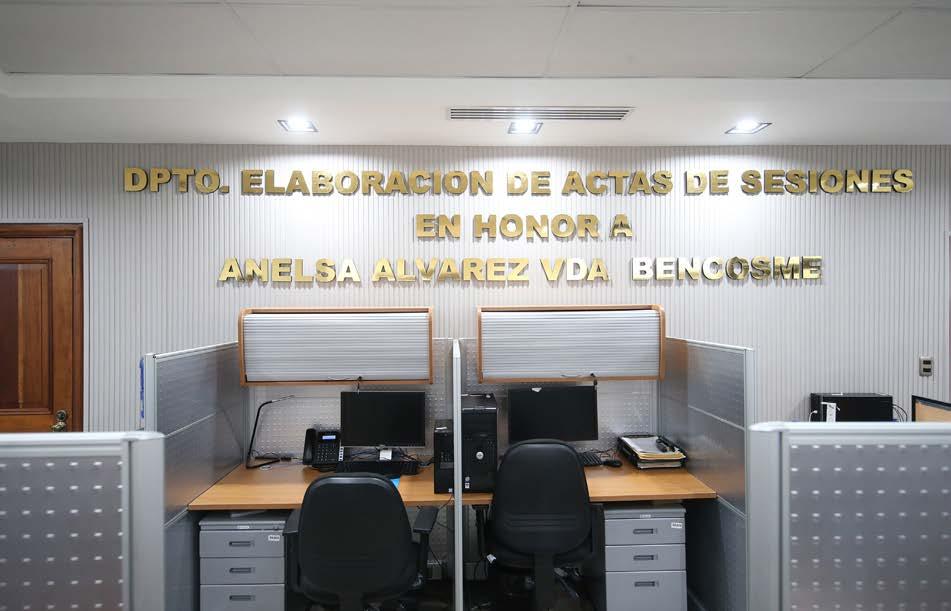 DPTO. ELABORACION DE ACTAS DE SESIONES
EN HONOR A
ANELSA ALVAREZ VDA BENCOSME